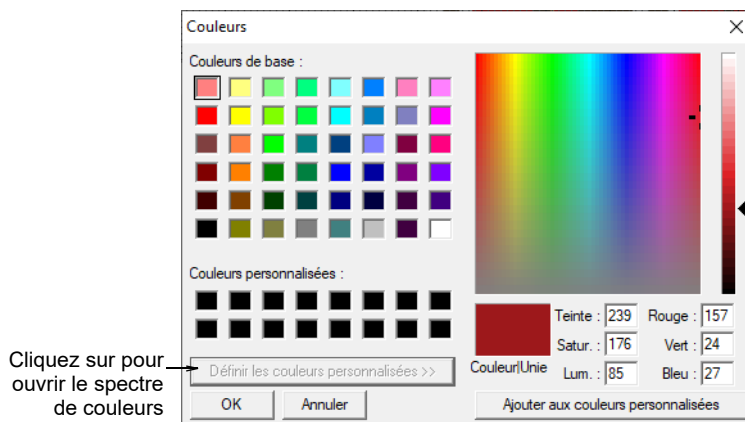 Couleurs
Couleurs de base :
Couleurs personnalisées :
Cliquez sur pour
ouvrir le spectre
de couleurs
Définir les couleurs personnalisées >>
OK
Annuler
Couleur|Unie
Teinte : 239
Rouge : 157
Satur. : 176
Vert : 24
Lum. : 85
Bleu : 27
Ajouter aux couleurs personnalisées